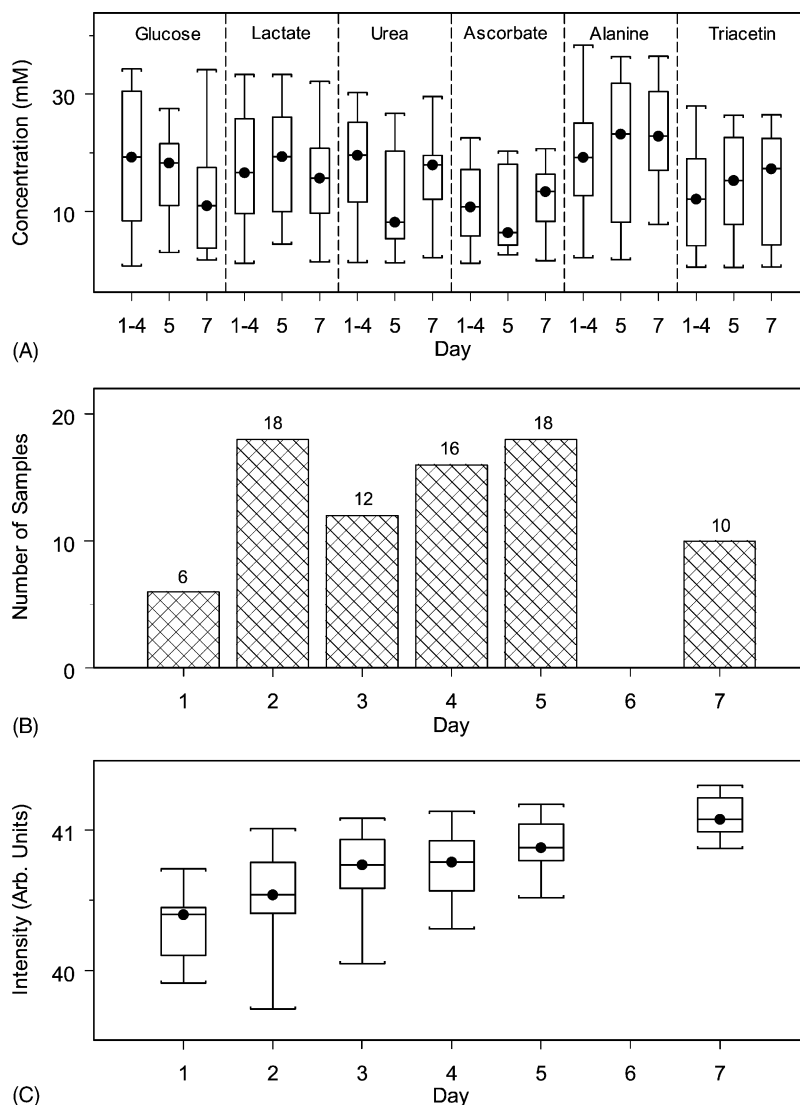 Glucose Lactate Urea Ascorbate Alanine Triacetin
Concentration (mM)
30
10
1-4 5 7 1-4 5 7 1-4 5 7 1-4 5 7 1-4 5 7 1-4 5 7
Day
(A)
Number of Samples
20
10
0
6 18 12 16 18 10
1 2 3 4 5 6 7
Day
(B)
Intensity (Arb. Units)
41
40
1 2 3 4 5 6 7
Day
(C)